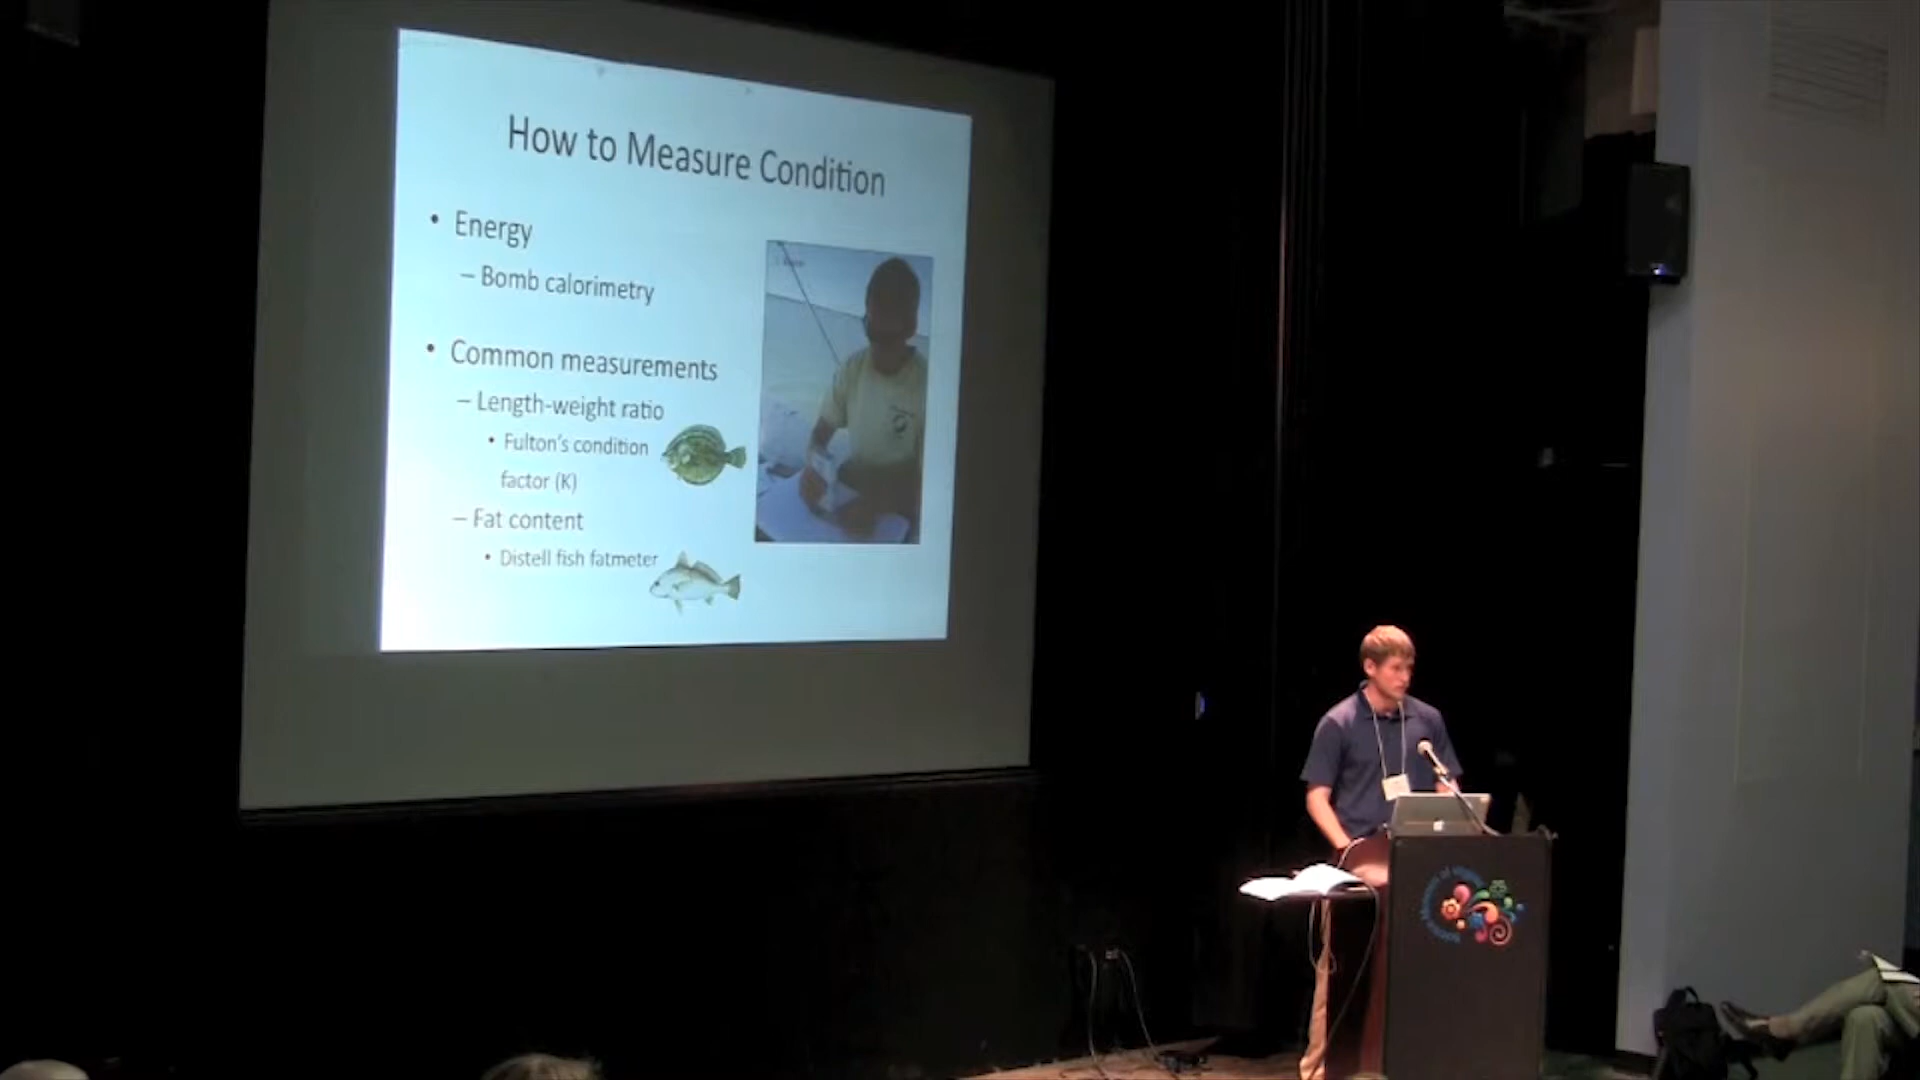 How to Measure Condition
• Energy
– Bomb calorimetry
• Common measurements
– Length-weight ratio
• Fulton's condition
factor (K)
– Fat content
• Distell fish fatmeter